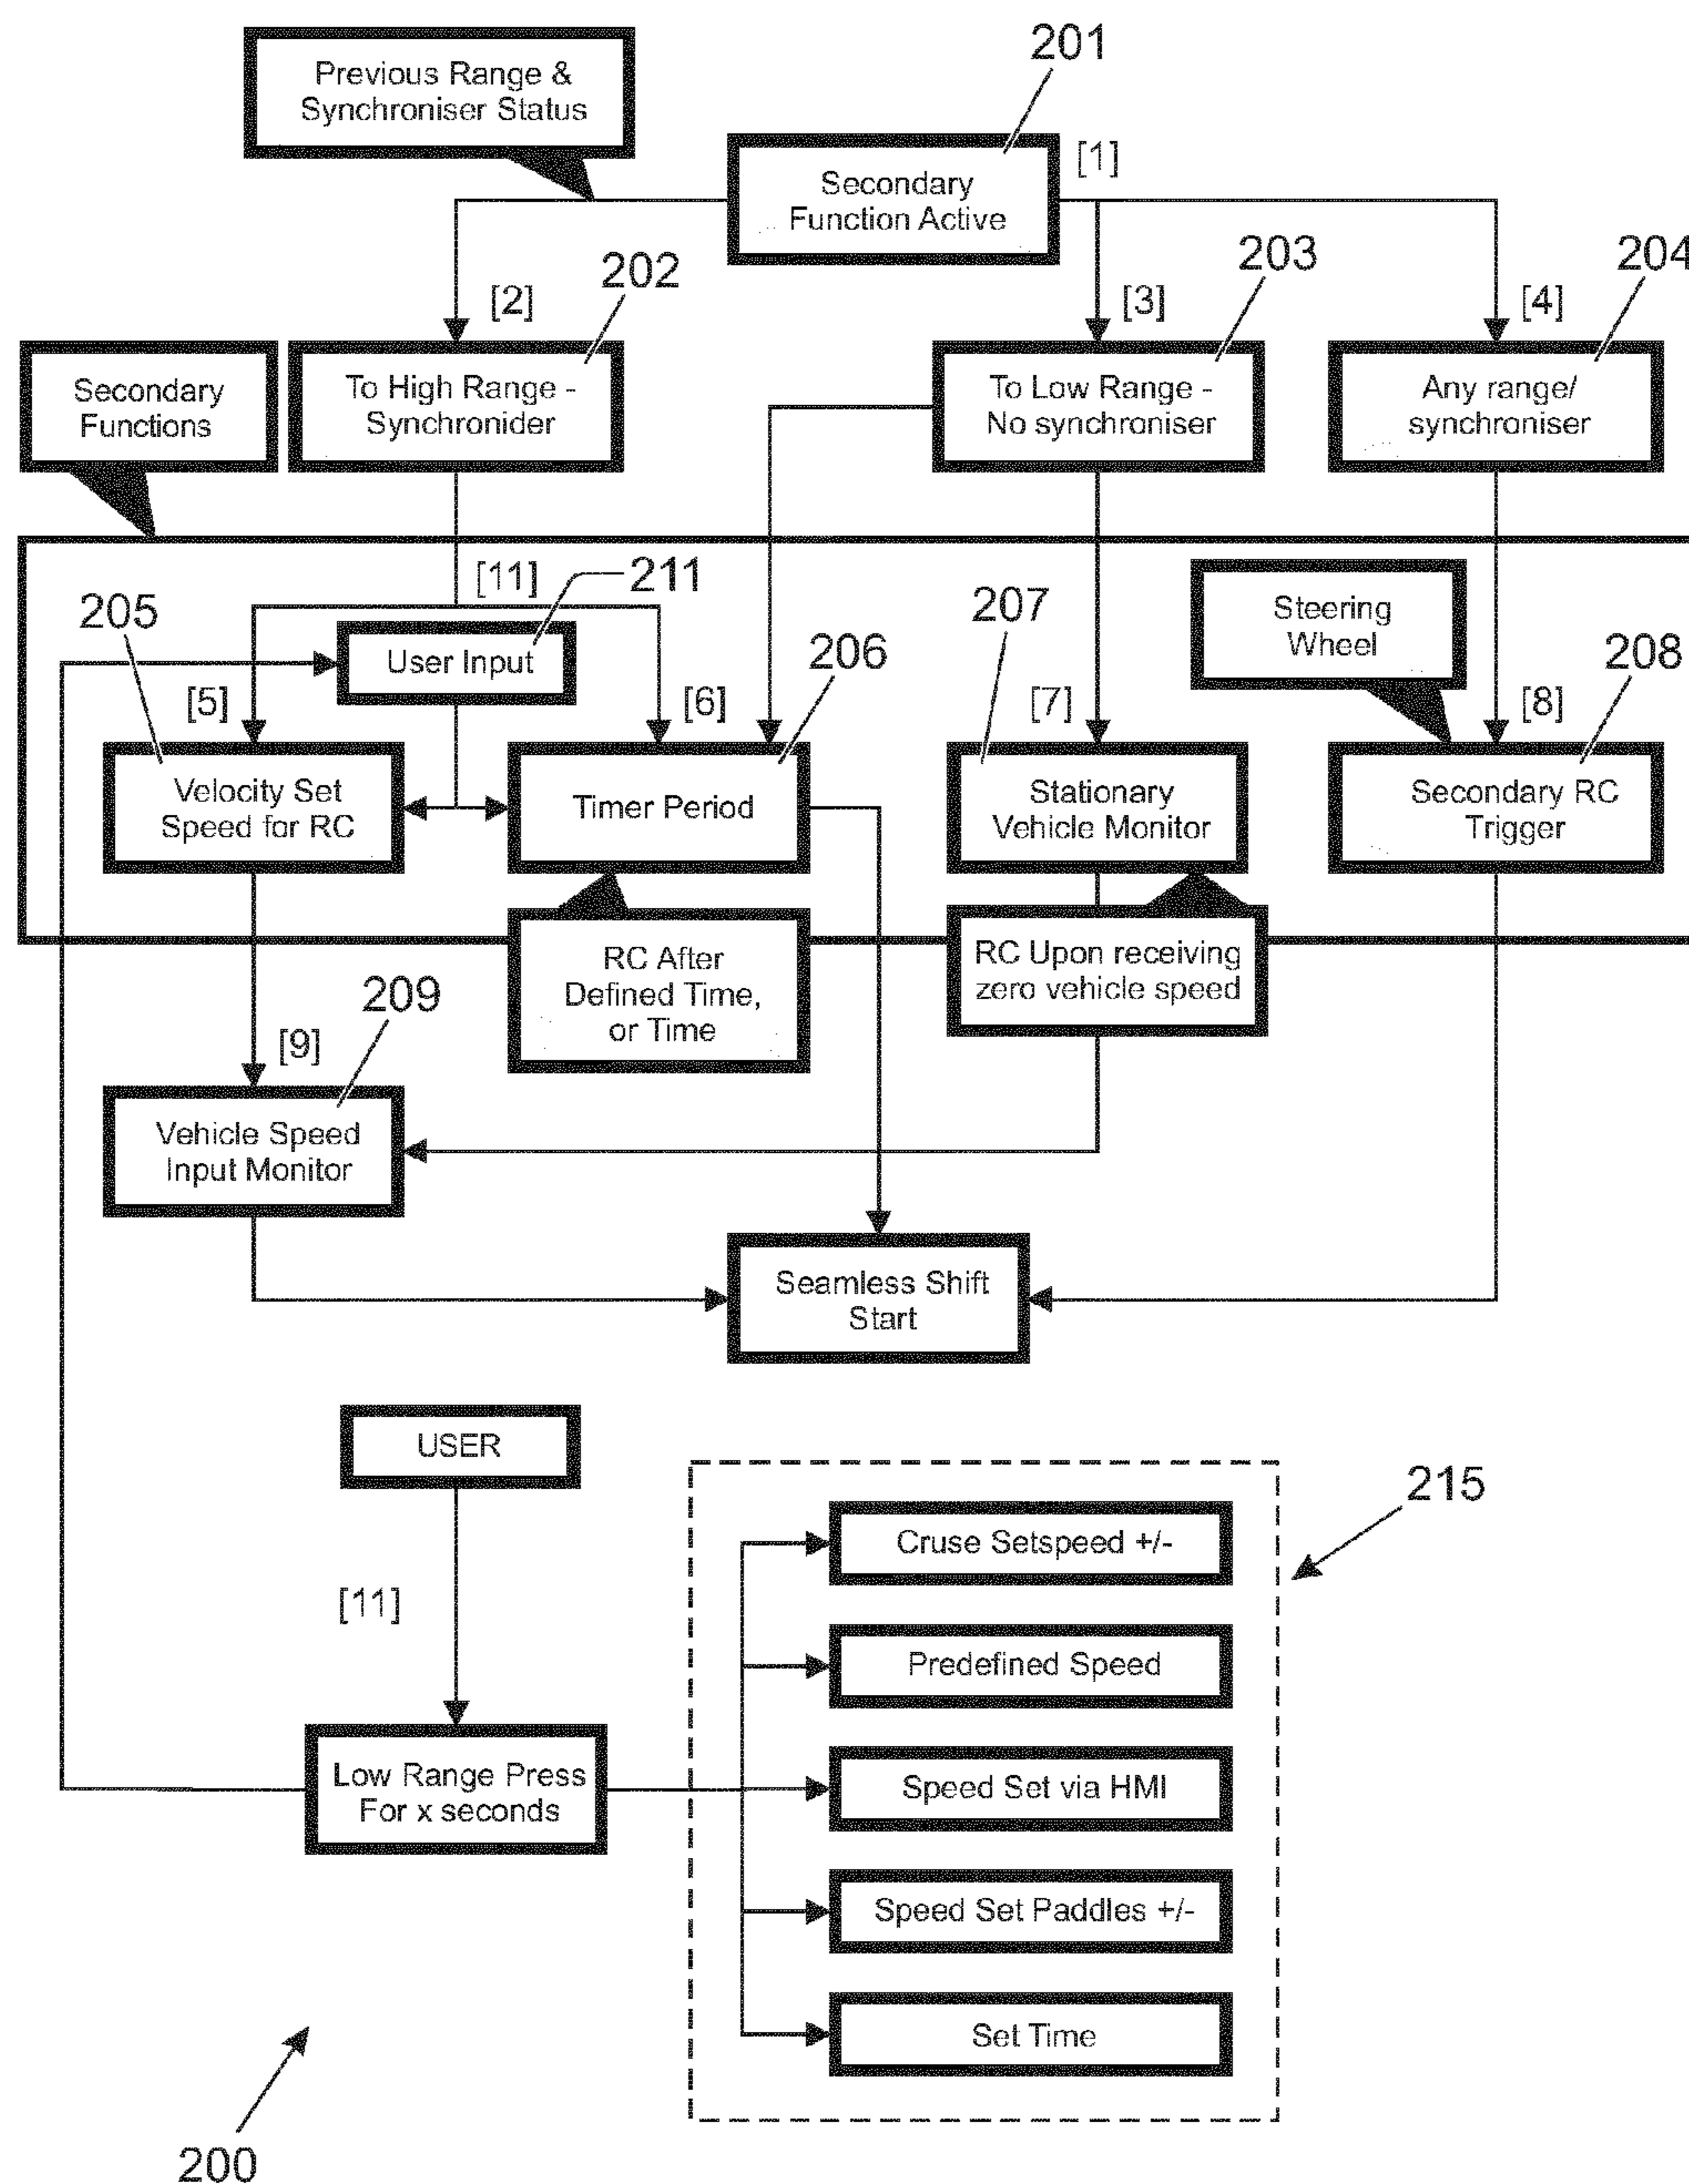 201
Previous Range &
Synchroniser Status
[1]
Secondary
Function Active
202
203
204
[2]
[3]
[4]
Secondary
Functions
To High Range -
Synchronider
To Low Range -
No synchroniser
Any range/
synchroniser
[11]
211
205
User Input
206
207
Steering
Wheel
208
[5]
[6]
[7]
[8]
Velocity Set
Speed for RC
Timer Period
Stationary
Vehicle Monitor
Secondary RC
Trigger
RC After
Defined Time,
or Time
RC Upon receiving
zero vehicle speed
209
[9]
Vehicle Speed
Input Monitor
Seamless Shift
Start
USER
215
[11]
Cruse Setspeed +/-
Predefined Speed
Low Range Press
For x seconds
Speed Set via HMI
Speed Set Paddles +/-
Set Time
200